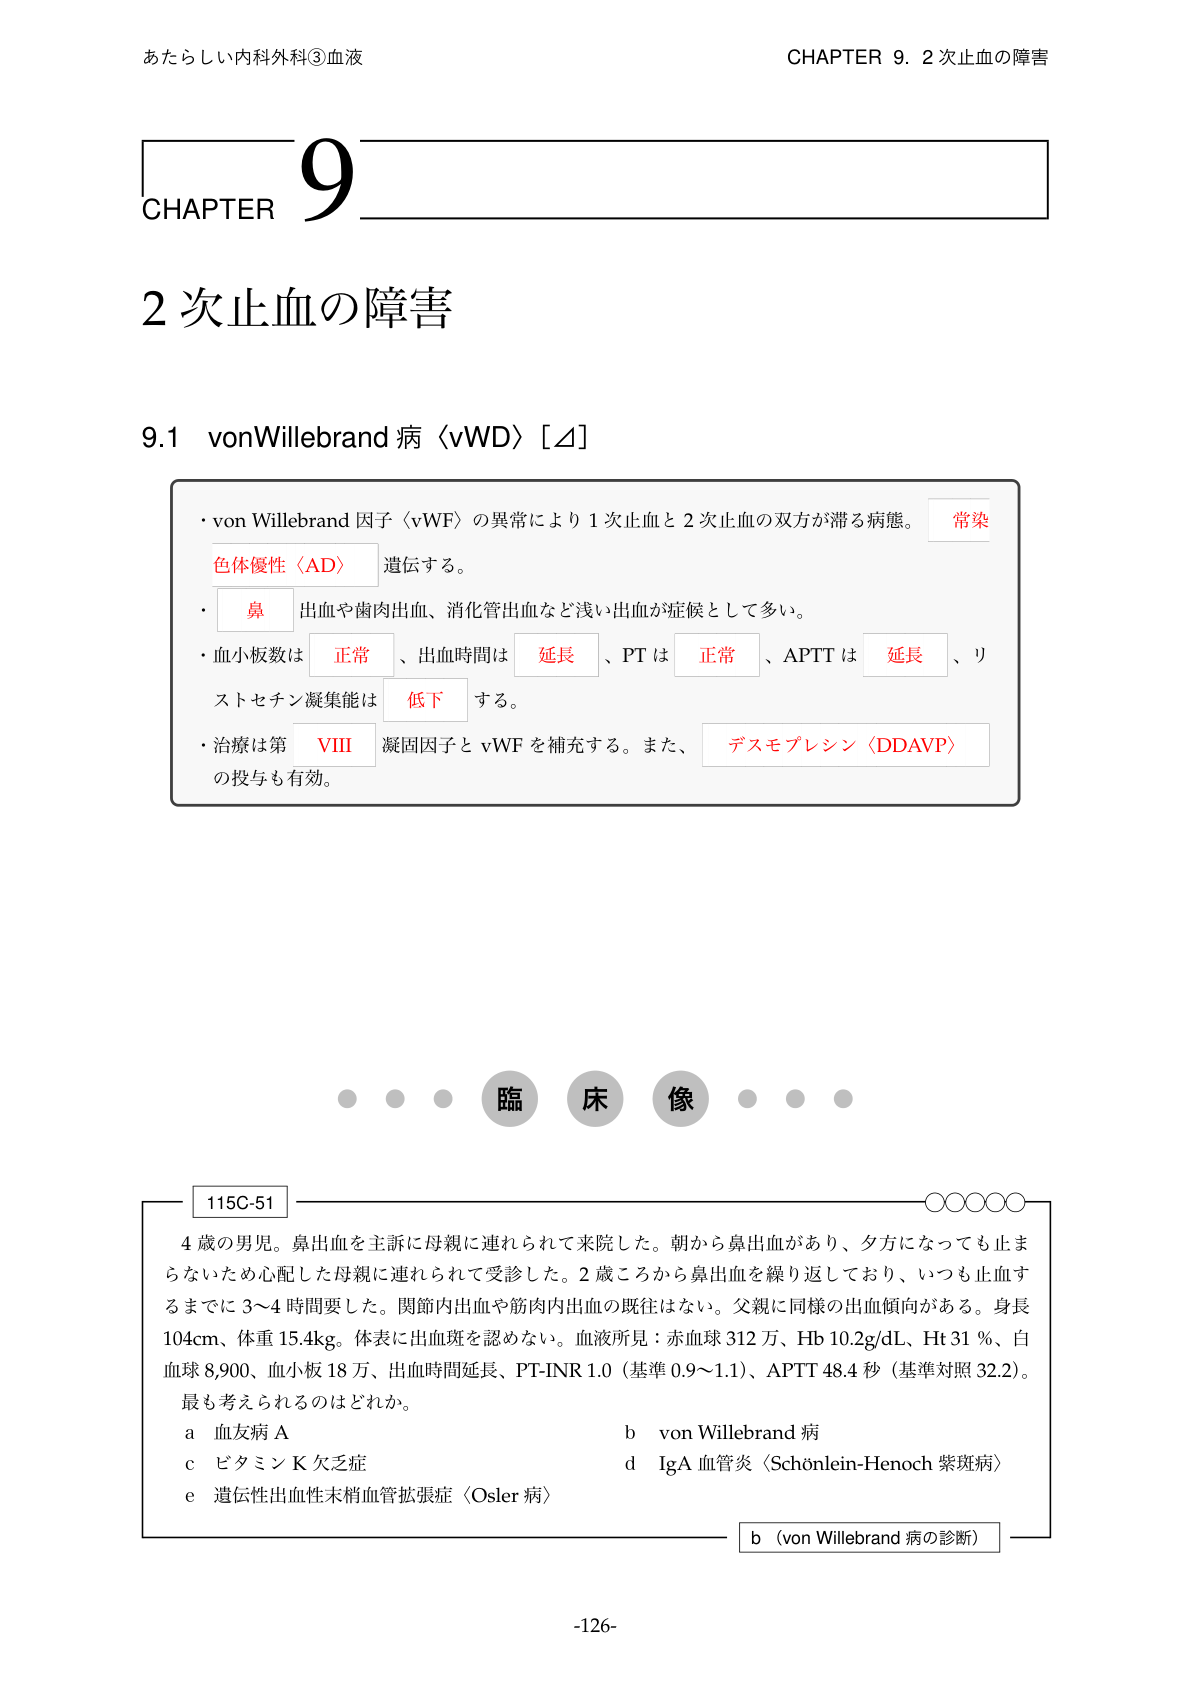 あたらしい内科外科③血液
CHAPTER 9. 2 次止血の障害
CHAPTER 9
2 次止血の障害
9.1 vonWillebrand 病〈vWD〉[⊿]
・von Willebrand 因子〈vWF〉の異常により 1 次止血と 2 次止血の双方が滞る病態。 常染
色体優性〈AD〉 遺伝する。
・ 鼻 出血や歯肉出血、消化管出血など浅い出血が症候として多い。
・血小板数は 正常 、出血時間は 延長 、PT は 正常 、APTT は 延長 、リ
ストセチン凝集能は 低下 する。
・治療は第 VIII 凝固因子と vWF を補充する。また、 デスモプレシン〈DDAVP〉
の投与も有効。
臨床像
115C-51 ○○○○○
4 歳の男児。鼻出血を主訴に母親に連れられて来院した。朝から鼻出血があり、夕方になっても止ま
らないため心配した母親に連れられて受診した。2 歳ころから鼻出血を繰り返しており、いつも止血す
るまでに 3〜4 時間要した。関節内出血や筋肉内出血の既往はない。父親に同様の出血傾向がある。身長
104cm、体重 15.4kg。体表に出血斑を認めない。血液所見：赤血球 312 万、Hb 10.2g/dL、Ht 31 %、白
血球 8,900、血小板 18 万、出血時間延長、PT-INR 1.0（基準 0.9〜1.1）、APTT 48.4 秒（基準対照 32.2）。
最も考えられるのはどれか。
a 血友病 A b von Willebrand 病
c ビタミン K 欠乏症 d IgA 血管炎〈Schönlein-Henoch 紫斑病〉
e 遺伝性出血性末梢血管拡張症〈Osler 病〉
b （von Willebrand 病の診断）
-126-